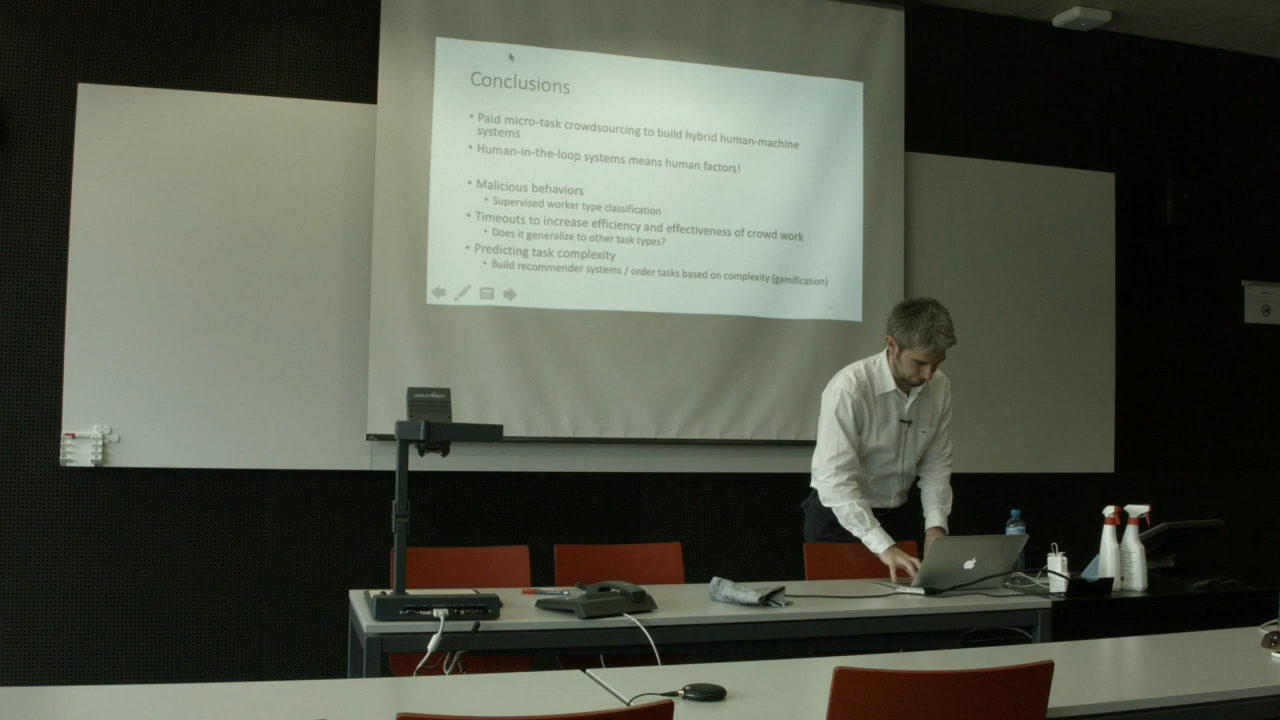 Conclusions
• Paid micro-task crowdsourcing to build hybrid human-machine
systems
• Human-in-the-loop systems means human factors!
• Malicious behaviors
• Supervised worker type classification
• Timeouts to increase efficiency and effectiveness of crowd work
• Does it generalize to other task types?
• Predicting task complexity
• Build recommender systems / order tasks based on complexity (gamification)